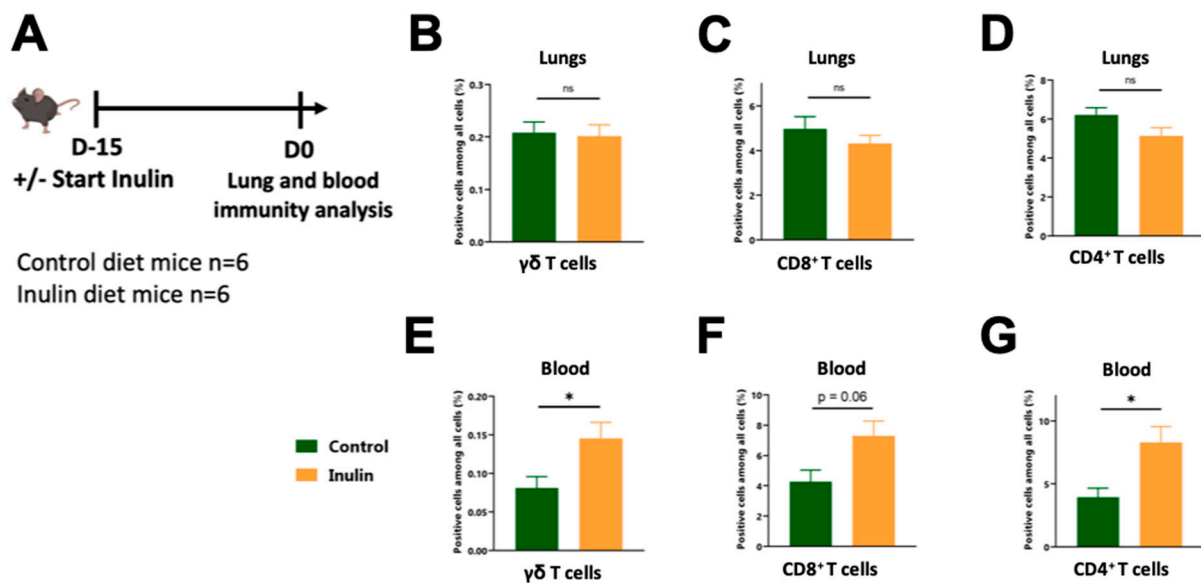 A
D-15
D0
+/- Start Inulin
Lung and blood
immunity analysis
Control diet mice n=6
Inulin diet mice n=6
B
Lungs
ns
Positive cells among all cells (%)
0.3
0.2
0.1
0.0
γδ T cells
C
Lungs
ns
Positive cells among all cells (%)
6
4
2
0
CD8+ T cells
D
Lungs
ns
Positive cells among all cells (%)
8
6
4
2
0
CD4+ T cells
E
Blood
*
Positive cells among all cells (%)
0.20
0.15
0.10
0.05
0.00
γδ T cells
Control
Inulin
F
Blood
p = 0.06
Positive cells among all cells (%)
10
8
6
4
2
0
CD8+ T cells
G
Blood
*
Positive cells among all cells (%)
10
5
0
CD4+ T cells